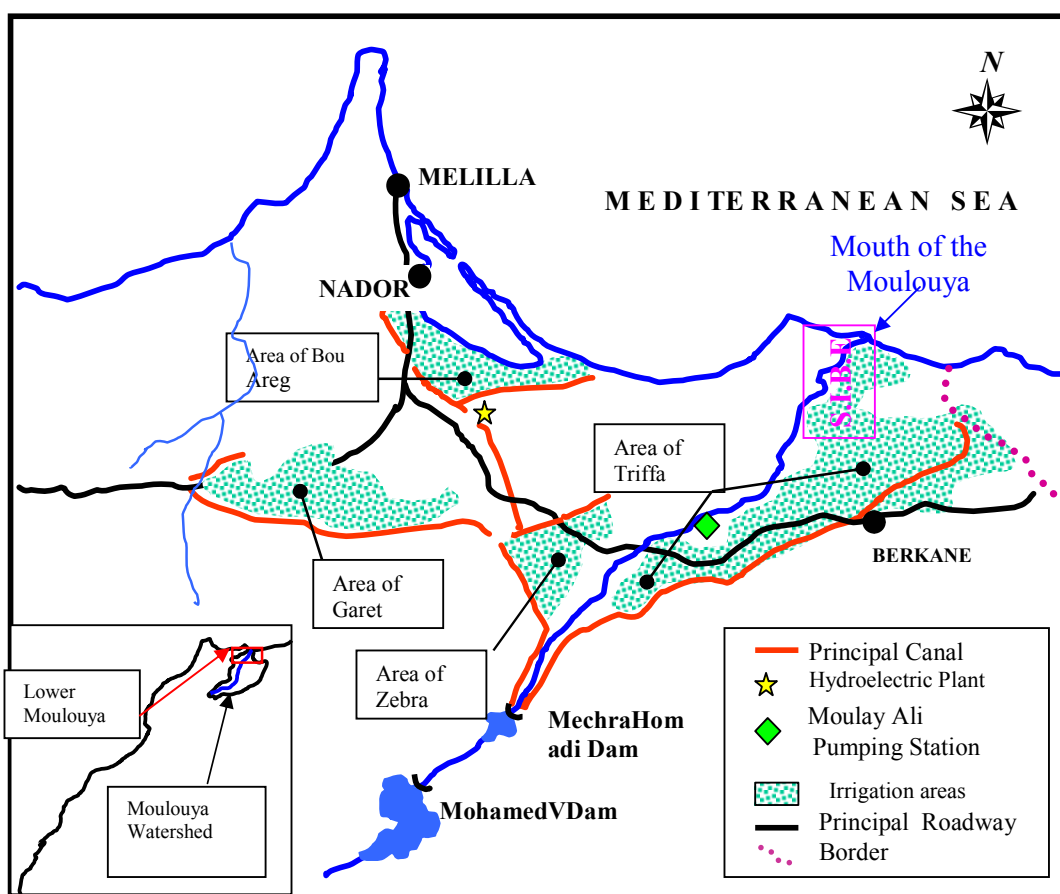 N
MELILLA
MEDITERRANEAN SEA
Mouth of the
Moulouya
NADOR
Area of Bou
Areg
S.I.B.E
Area of
Triffa
BERKANE
Area of
Garet
Area of
Zebra
MechraHom
adi Dam
MohamedVDam
Lower
Moulouya
Moulouya
Watershed
Principal Canal
Hydroelectric Plant
Moulay Ali
Pumping Station
Irrigation areas
Principal Roadway
Border